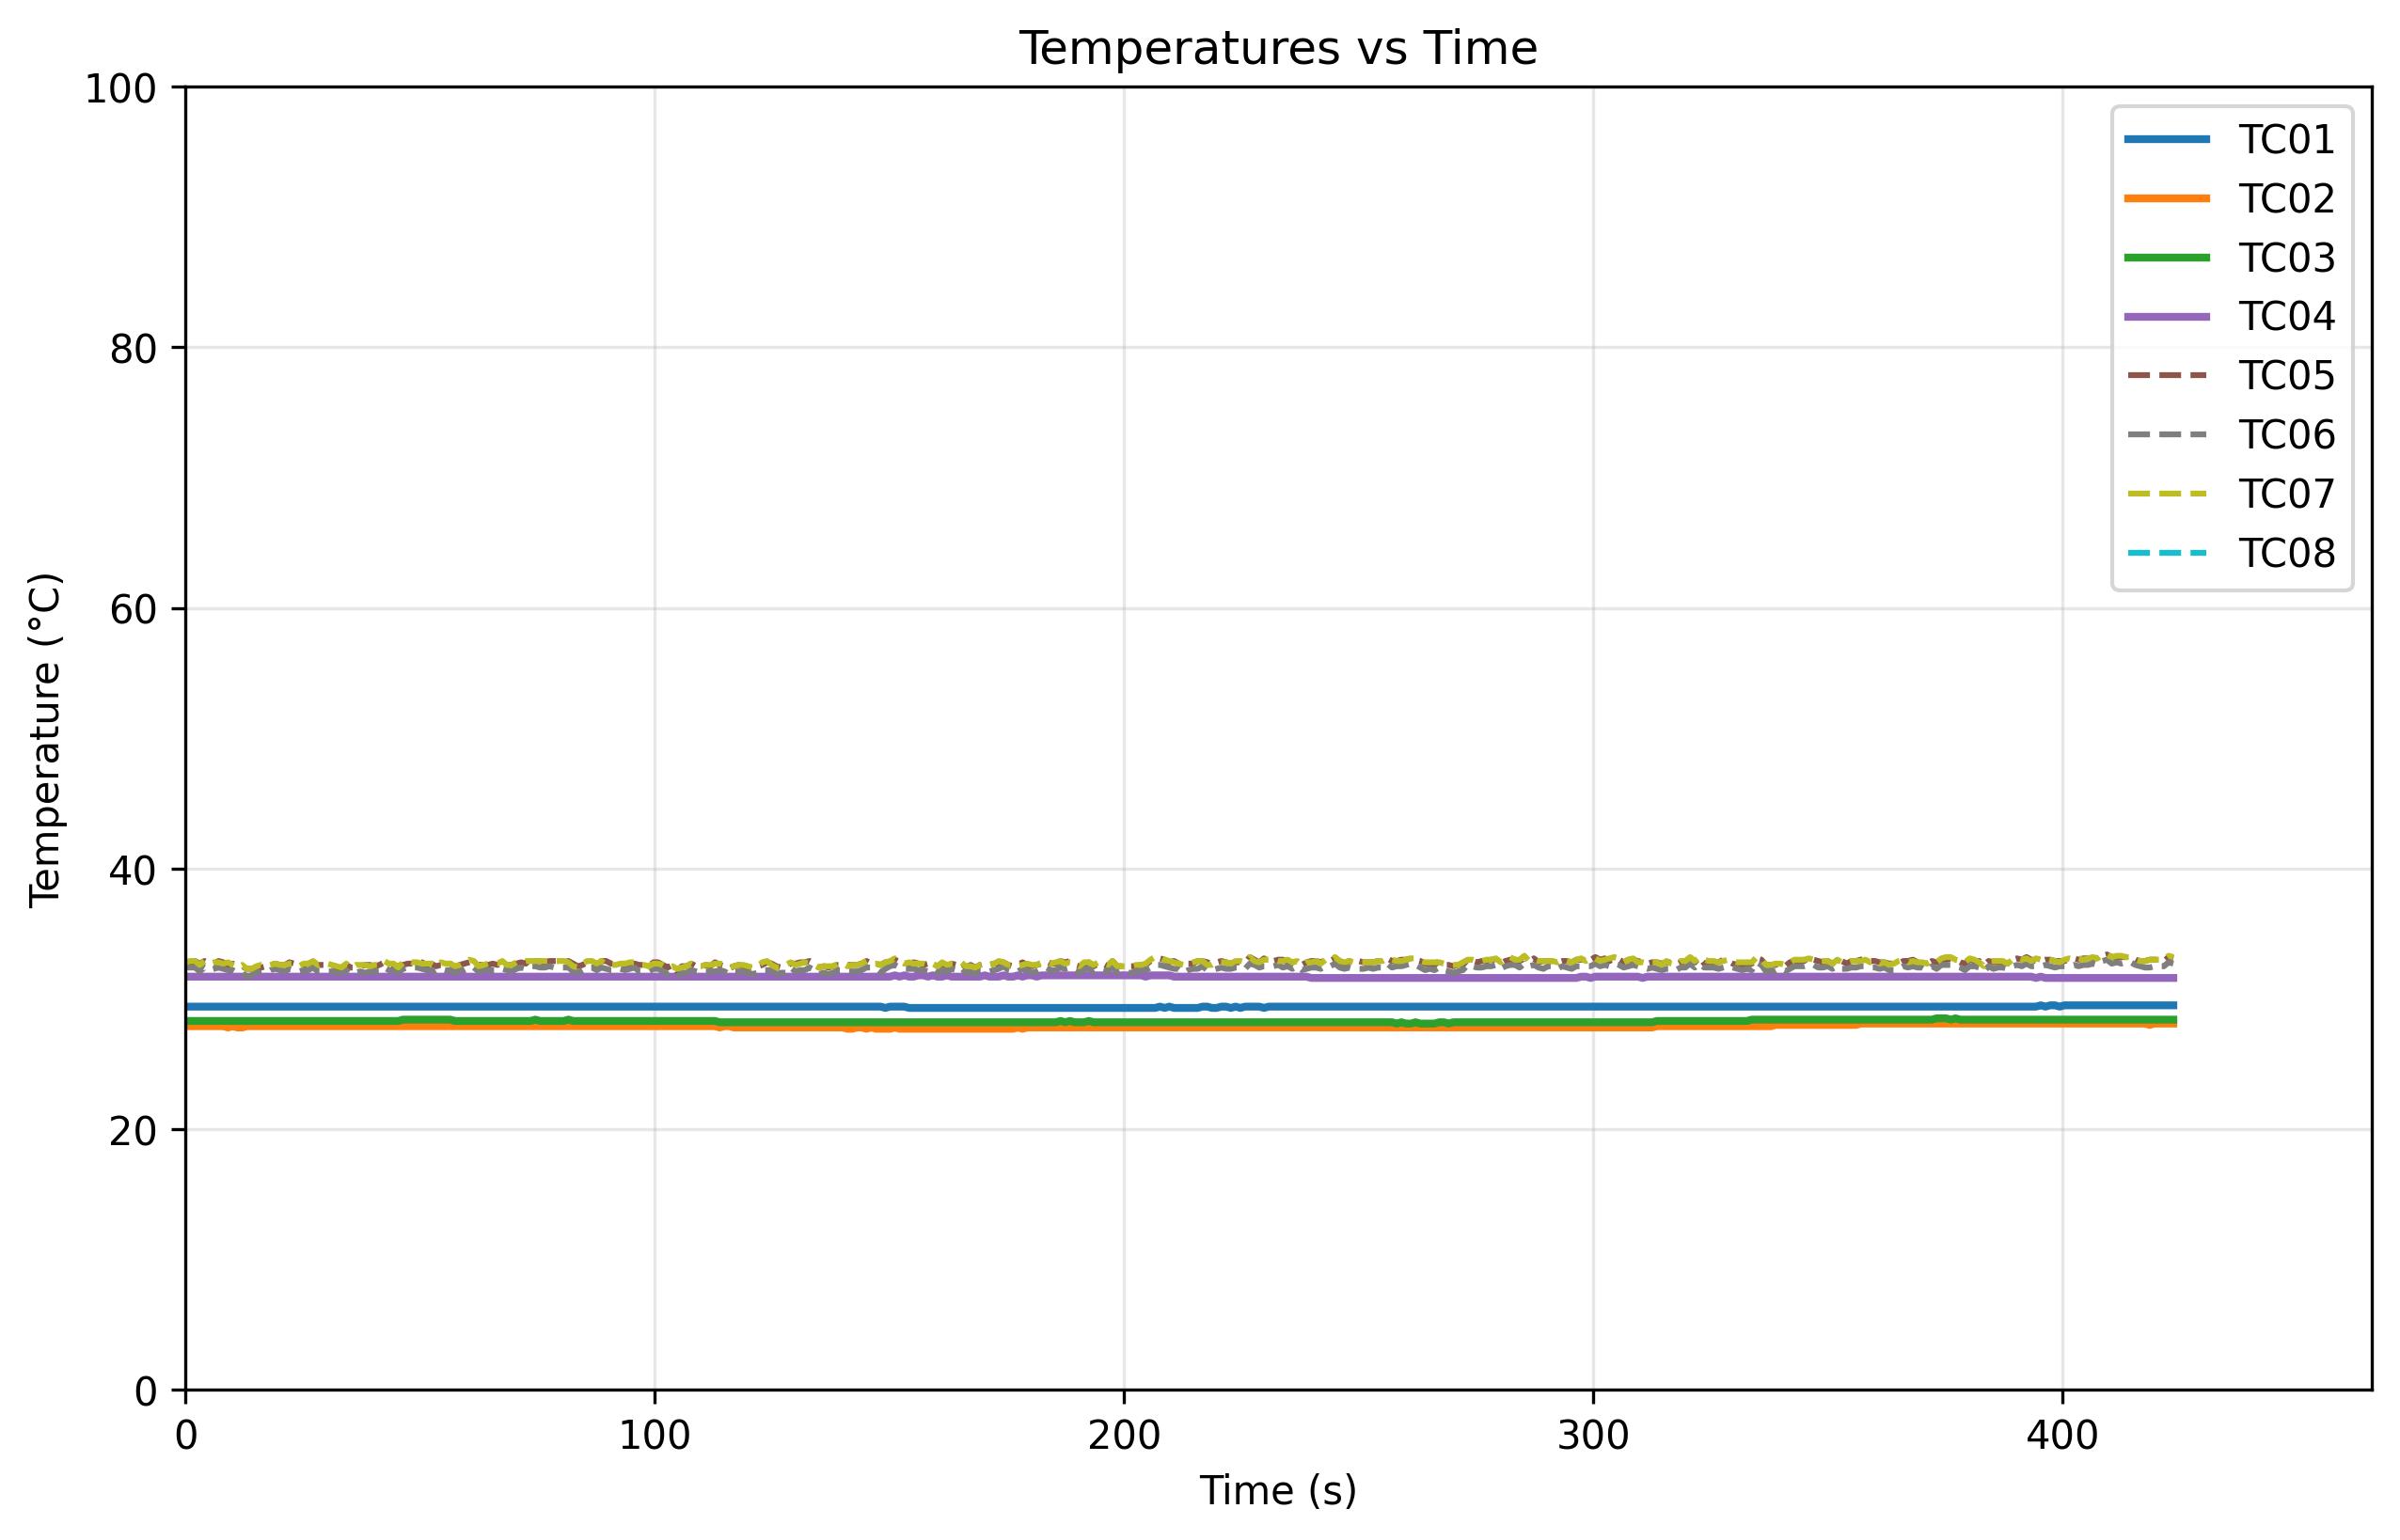 Temperatures vs Time
100
80
60
40
20
0
Temperature (°C)
TC01
TC02
TC03
TC04
TC05
TC06
TC07
TC08
0 100 200 300 400
Time (s)